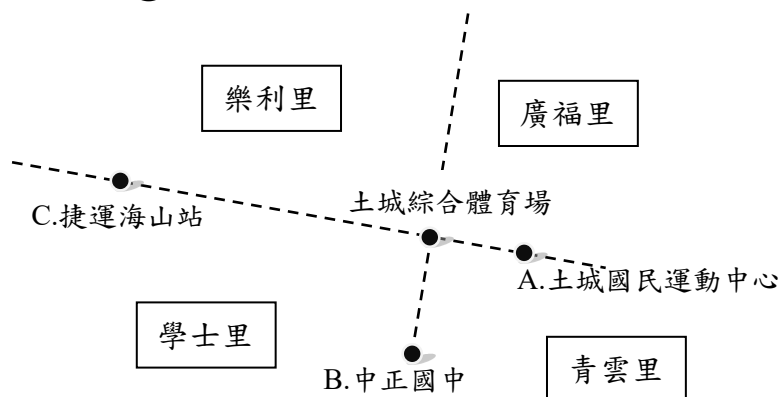 樂利里
廣福里
土城綜合體育場
C.捷運海山站
A.土城國民運動中心
學士里
B.中正國中
青雲里